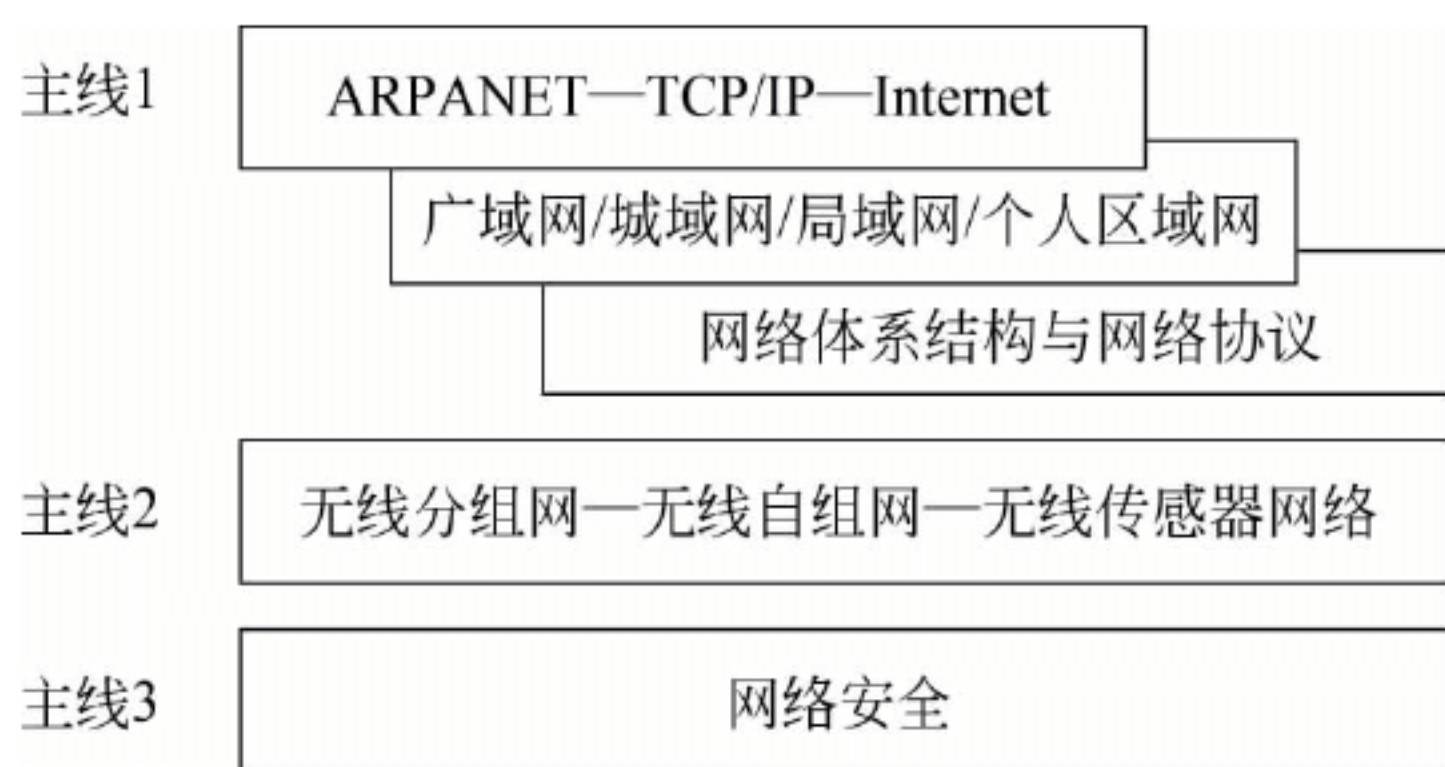 主线1
ARPANET—TCP/IP—Internet
广域网/城域网/局域网/个人区域网
网络体系结构与网络协议
主线2
无线分组网—无线自组网—无线传感器网络
主线3
网络安全